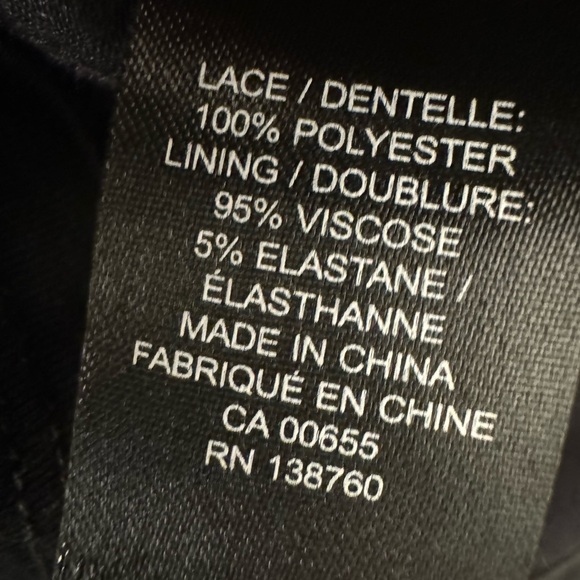 LACE / DENTELLE:
100% POLYESTER
LINING / DOUBLURE:
95% VISCOSE
5% ELASTANE /
ÉLASTHANNE
MADE IN CHINA
FABRIQUÉ EN CHINE
CA 00655
RN 138760